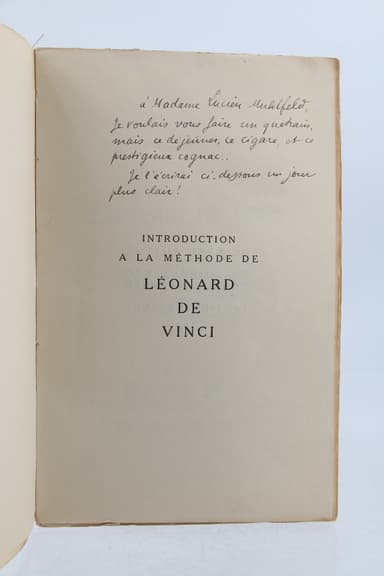 à Madame Lucien Muhlfeld,
Je voulais vous faire un quatrain,
mais ce déjeuner, ce cigare et ce
prestigieux cognac..
Je l'écrirai ci-dessous un jour
plus clair !
INTRODUCTION
A LA MÉTHODE DE
LÉONARD
DE
VINCI